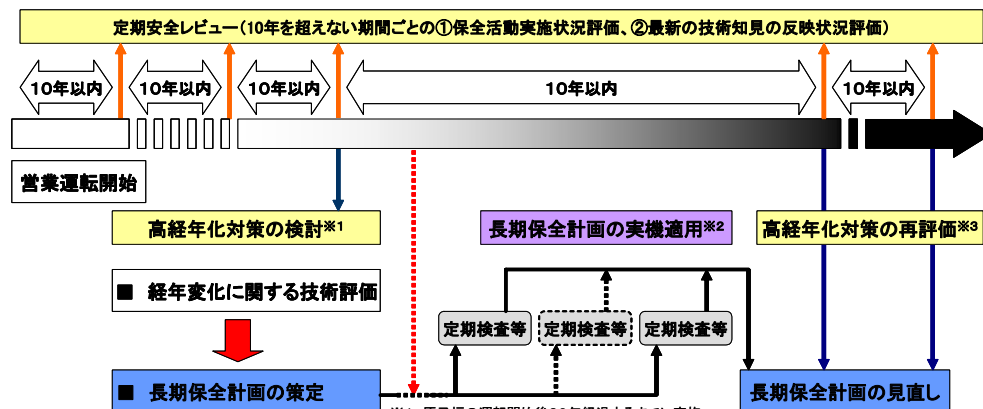 定期安全レビュー(10年を超えない期間ごとの①保全活動実施状況評価、②最新の技術知見の反映状況評価)
10年以内
10年以内
10年以内
10年以内
10年以内
営業運転開始
高経年化対策の検討※1
長期保全計画の実機適用※2
高経年化対策の再評価※3
■ 経年変化に関する技術評価
定期検査等
定期検査等
定期検査等
■ 長期保全計画の策定
長期保全計画の見直し